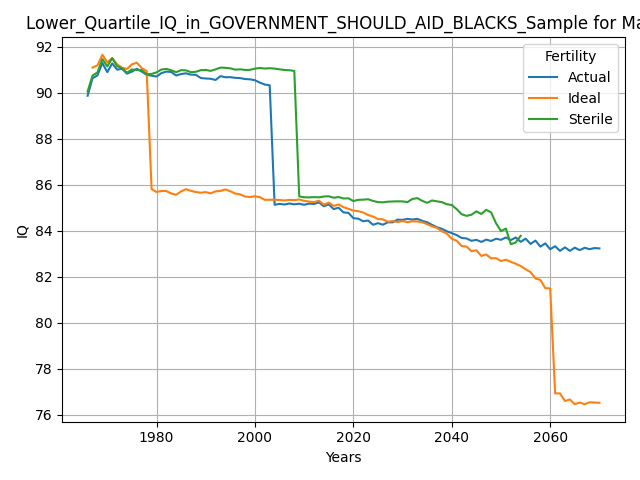 Lower_Quartile_IQ_in_GOVERNMENT_SHOULD_AID_BLACKS_Sample for Ma
92
90
88
86
84
82
80
78
76
IQ
1980
2000
2020
2040
2060
Years
Fertility
Actual
Ideal
Sterile